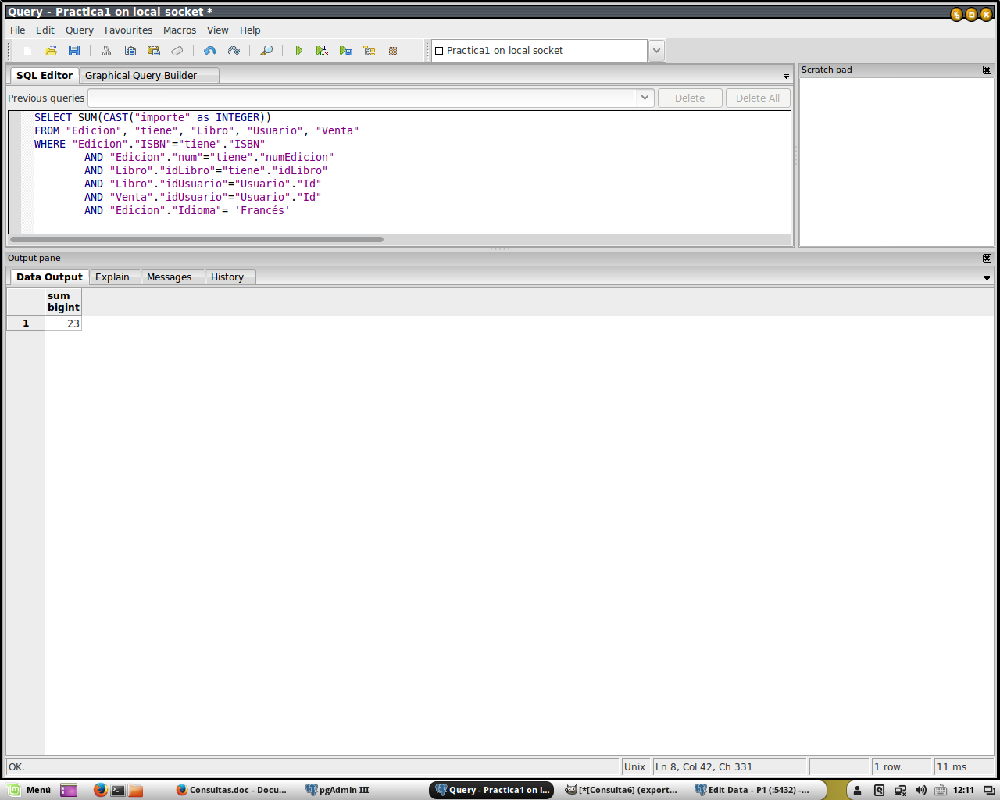 Query - Practica1 on local socket *
File Edit Query Favourites Macros View Help
Practica1 on local socket
SQL Editor Graphical Query Builder
Scratch pad
Previous queries Delete Delete All
SELECT SUM(CAST("importe" as INTEGER))
FROM "Edicion", "tiene", "Libro", "Usuario", "Venta"
WHERE "Edicion"."ISBN"="tiene"."ISBN"
AND "Edicion"."num"="tiene"."numEdicion"
AND "Libro"."idLibro"="tiene"."idLibro"
AND "Libro"."idUsuario"="Usuario"."Id"
AND "Venta"."idUsuario"="Usuario"."Id"
AND "Edicion"."Idioma"= 'Francés'
Output pane
Data Output Explain Messages History
sum
bigint
1 23
OK. Unix Ln 8, Col 42, Ch 331 1 row. 11 ms
Menú Consultas.doc - Docu... pgAdmin III Query - Practica1 on l... [*[Consulta6] (export... Edit Data - P1 (:5432) -... 12:11